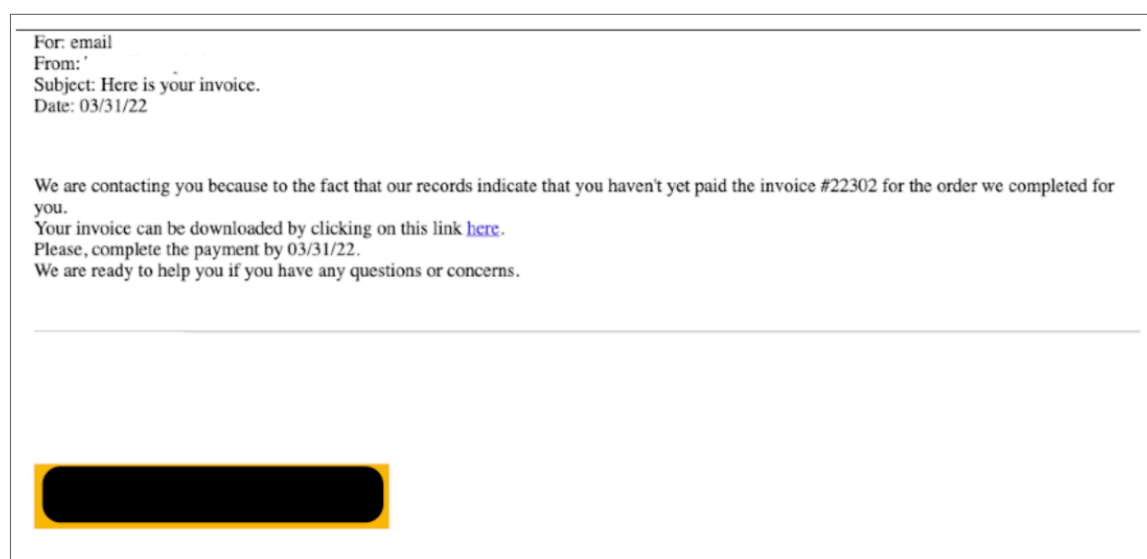 For: email
From:
Subject: Here is your invoice.
Date: 03/31/22
We are contacting you because to the fact that our records indicate that you haven't yet paid the invoice #22302 for the order we completed for
you.
Your invoice can be downloaded by clicking on this link here.
Please, complete the payment by 03/31/22.
We are ready to help you if you have any questions or concerns.